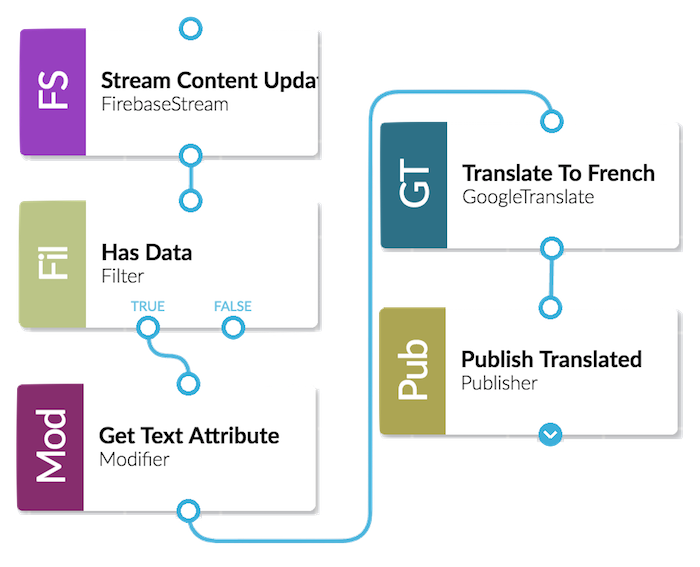 FS
Stream Content Updat
FirebaseStream
Fil
Has Data
Filter
TRUE FALSE
Mod
Get Text Attribute
Modifier
GT
Translate To French
GoogleTranslate
Pub
Publish Translated
Publisher